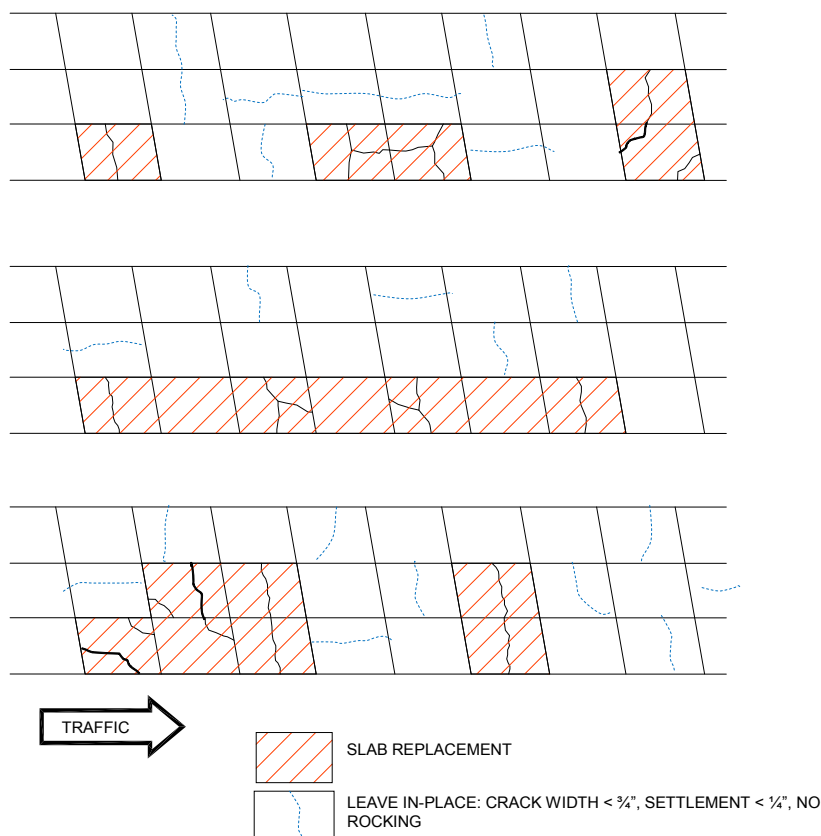 TRAFFIC
SLAB REPLACEMENT
LEAVE IN-PLACE: CRACK WIDTH < ¾”, SETTLEMENT < ¼”, NO
ROCKING